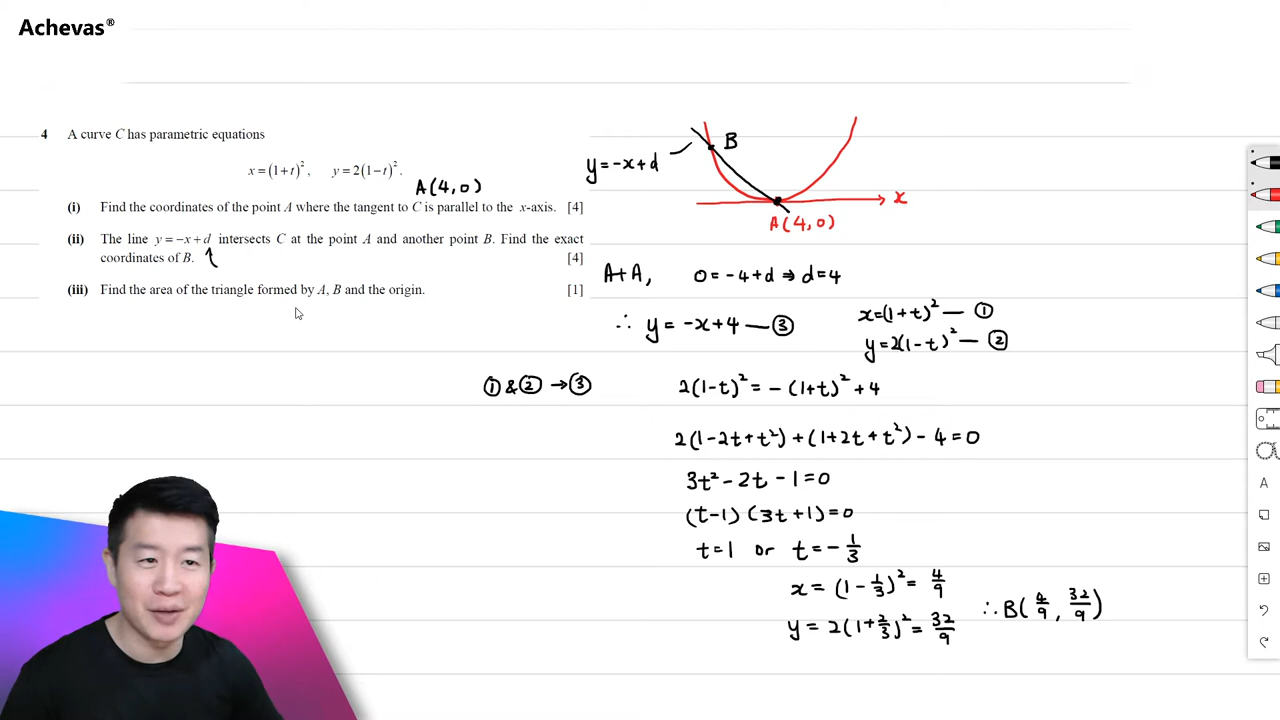 Achevas®
4 A curve C has parametric equations
x = (1+t)², y = 2(1−t)².
A(4,0)
(i) Find the coordinates of the point A where the tangent to C is parallel to the x-axis. [4]
(ii) The line y = −x + d intersects C at the point A and another point B. Find the exact
coordinates of B. [4]
(iii) Find the area of the triangle formed by A, B and the origin. [1]
B
y = −x + d
x
A(4,0)
At A, 0 = −4 + d ⇒ d = 4
∴ y = −x + 4 — ③
x = (1+t)² — ①
y = 2(1−t)² — ②
① & ② → ③ 2(1−t)² = −(1+t)² + 4
2(1−2t+t²) + (1+2t+t²) − 4 = 0
3t² − 2t − 1 = 0
(t−1)(3t+1) = 0
t = 1 or t = −1/3
x = (1 − 1/3)² = 4/9
y = 2(1 + 2/3)² = 32/9
∴ B(4/9, 32/9)
A